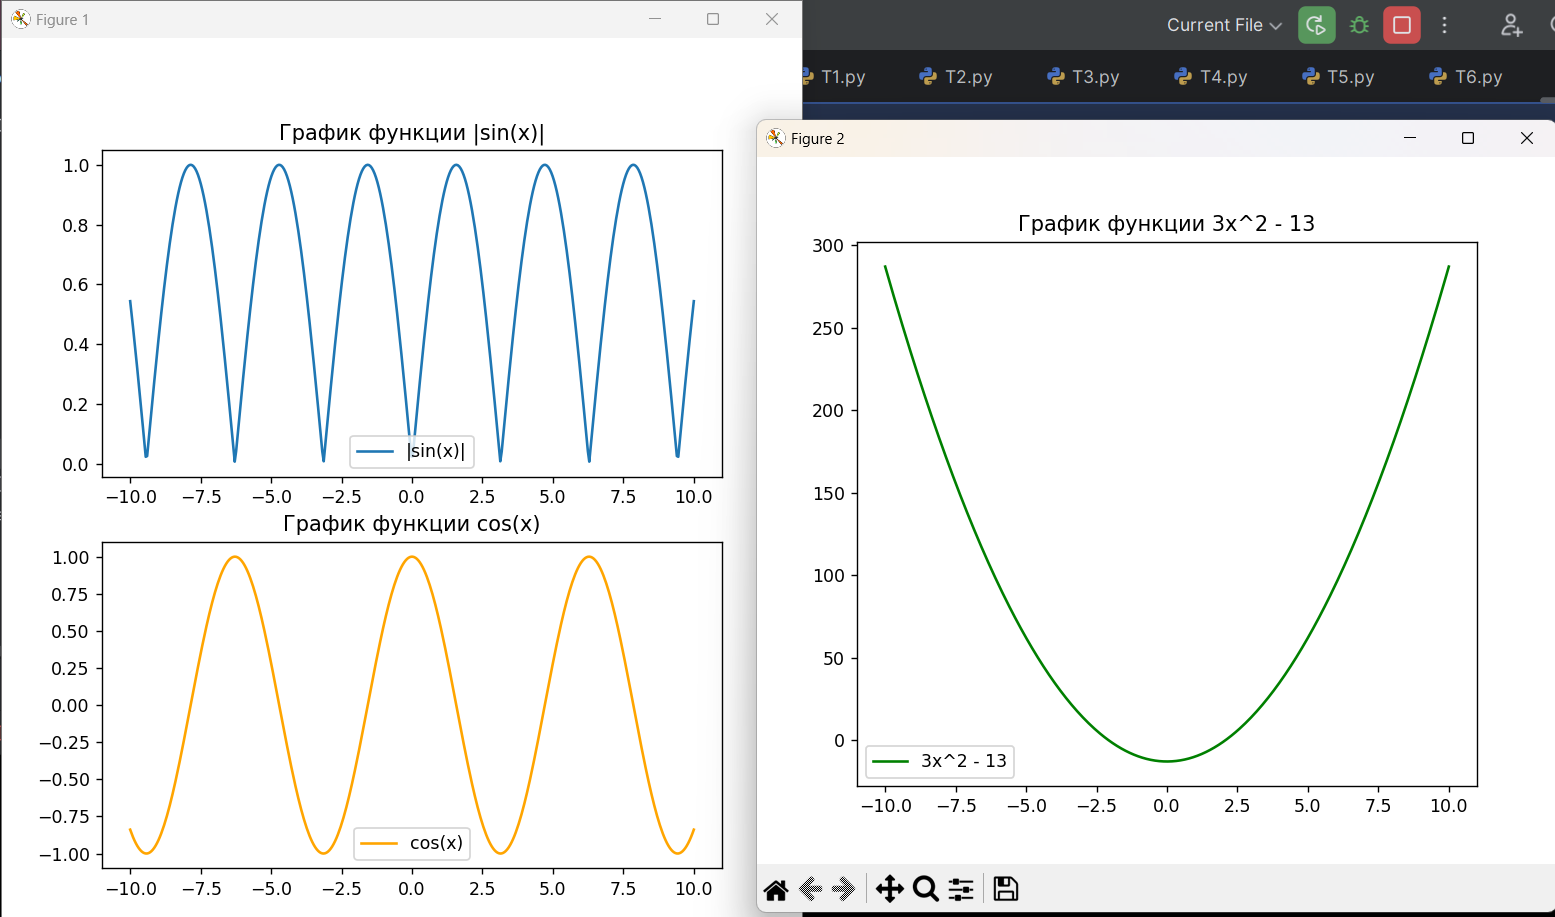 Figure 1
График функции |sin(x)|
1.0
0.8
0.6
0.4
0.2
0.0
|sin(x)|
−10.0 −7.5 −5.0 −2.5 0.0 2.5 5.0 7.5 10.0
График функции cos(x)
1.00
0.75
0.50
0.25
0.00
−0.25
−0.50
−0.75
−1.00
cos(x)
−10.0 −7.5 −5.0 −2.5 0.0 2.5 5.0 7.5 10.0
Current File
T1.py T2.py T3.py T4.py T5.py T6.py
Figure 2
График функции 3x^2 - 13
300
250
200
150
100
50
0
3x^2 - 13
−10.0 −7.5 −5.0 −2.5 0.0 2.5 5.0 7.5 10.0